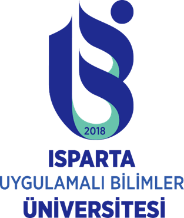 2018
ISPARTA
UYGULAMALI BİLİMLER
ÜNİVERSİTESİ